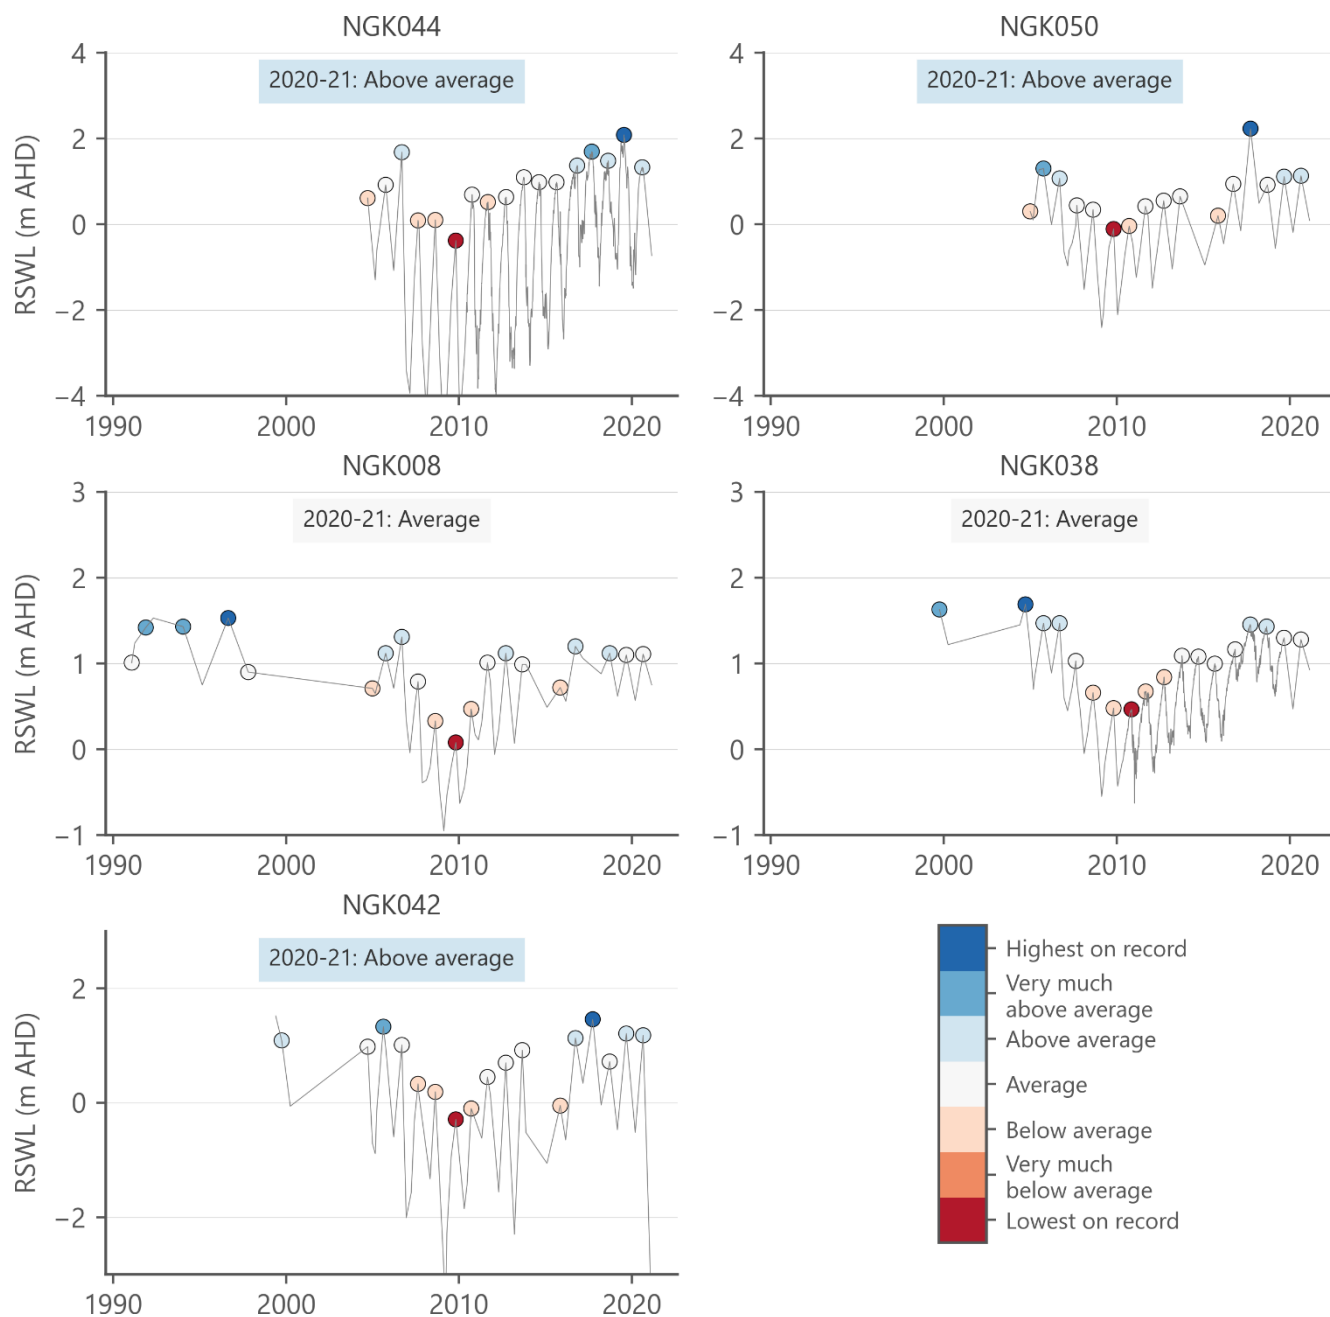 NGK044
2020-21: Above average
RSWL (m AHD)
4
2
0
−2
−4
1990 2000 2010 2020
NGK050
2020-21: Above average
4
2
0
−2
−4
1990 2000 2010 2020
NGK008
2020-21: Average
RSWL (m AHD)
3
2
1
0
−1
1990 2000 2010 2020
NGK038
2020-21: Average
3
2
1
0
−1
1990 2000 2010 2020
NGK042
2020-21: Above average
RSWL (m AHD)
2
0
−2
1990 2000 2010 2020
Highest on record
Very much
above average
Above average
Average
Below average
Very much
below average
Lowest on record